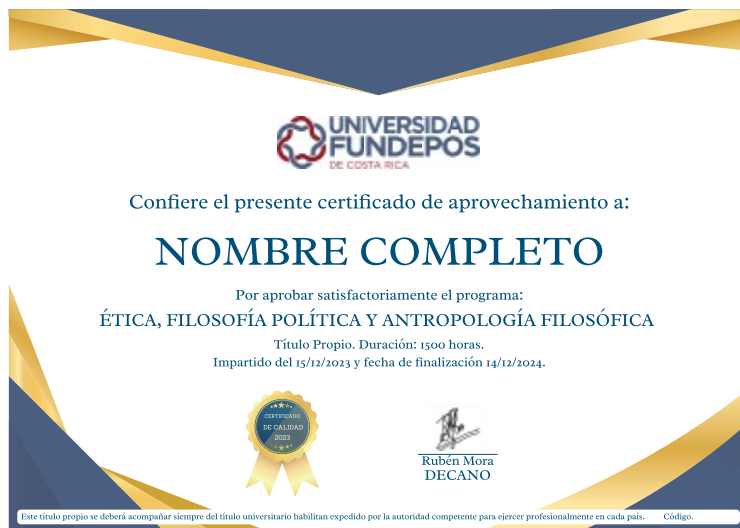 UNIVERSIDAD
FUNDEPOS
DE COSTA RICA
Confiere el presente certificado de aprovechamiento a:
NOMBRE COMPLETO
Por aprobar satisfactoriamente el programa:
ÉTICA, FILOSOFÍA POLÍTICA Y ANTROPOLOGÍA FILOSÓFICA
Título Propio. Duración: 1500 horas.
Impartido del 15/12/2023 y fecha de finalización 14/12/2024.
CERTIFICADO
DE CALIDAD
2023
Rubén Mora
DECANO
Este título propio se deberá acompañar siempre del título universitario habilitan expedido por la autoridad competente para ejercer profesionalmente en cada país. Código.